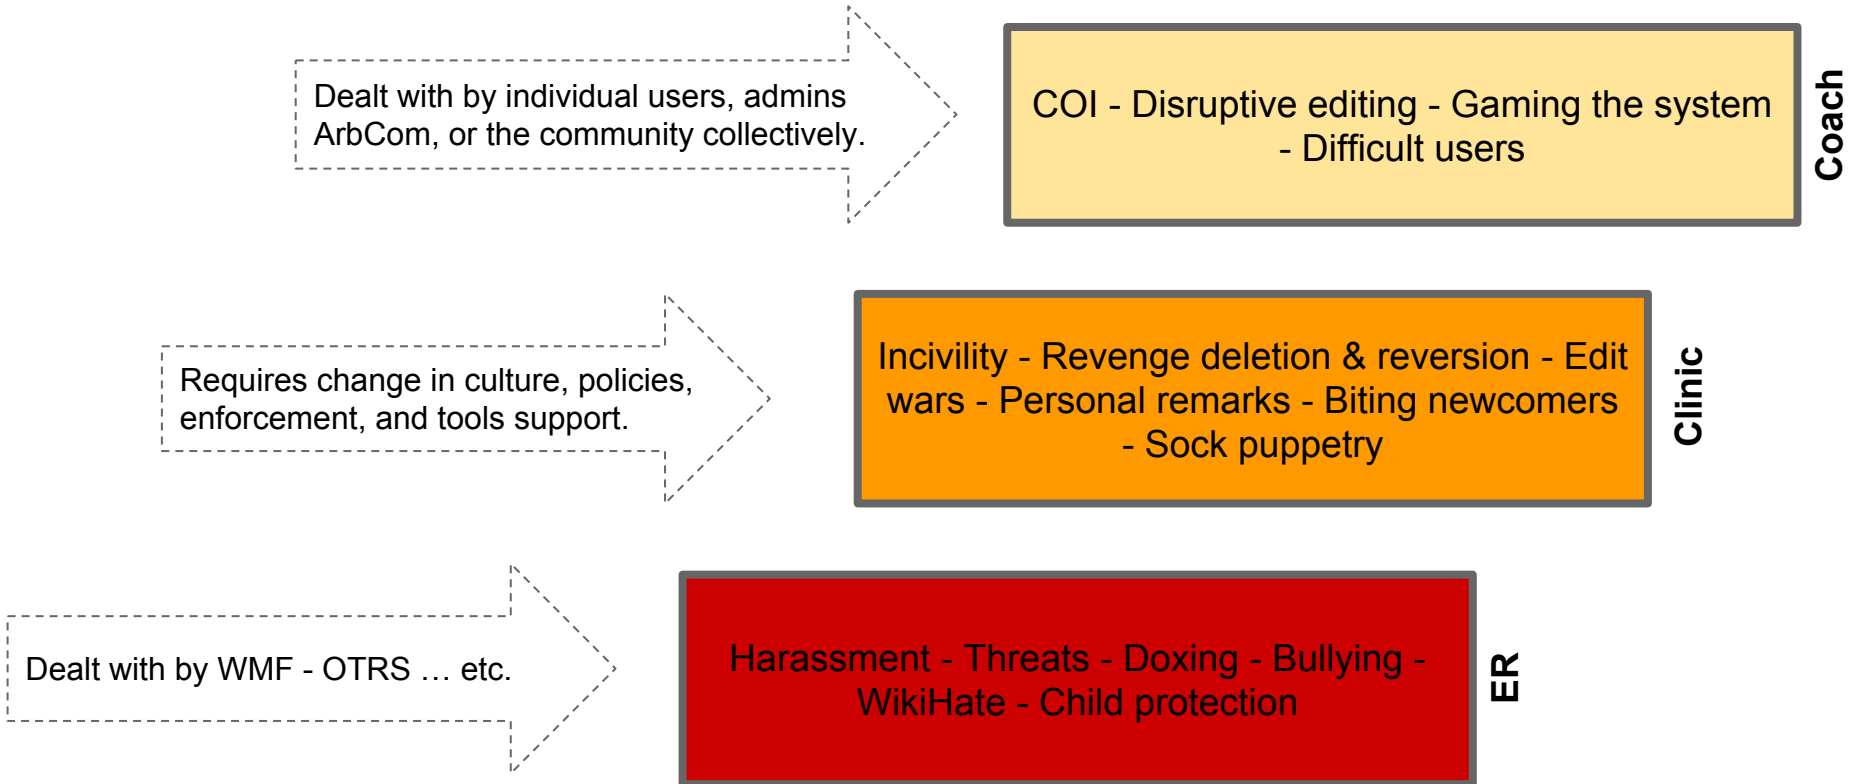 Dealt with by individual users, admins
ArbCom, or the community collectively.
COI - Disruptive editing - Gaming the system
- Difficult users
Coach
Requires change in culture, policies,
enforcement, and tools support.
Incivility - Revenge deletion & reversion - Edit
wars - Personal remarks - Biting newcomers
- Sock puppetry
Clinic
Dealt with by WMF - OTRS … etc.
Harassment - Threats - Doxing - Bullying -
WikiHate - Child protection
ER